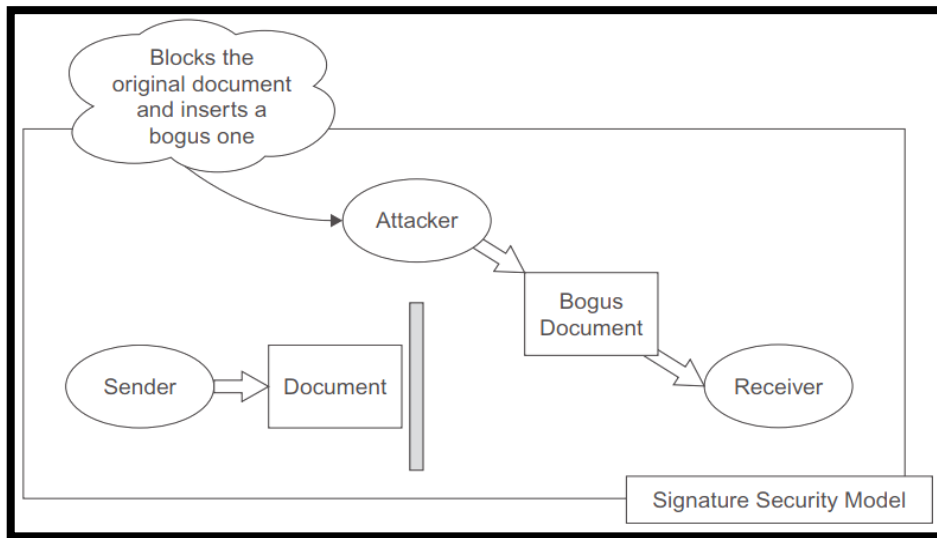 Blocks the
original document
and inserts a
bogus one
Attacker
Bogus
Document
Sender
Document
Receiver
Signature Security Model